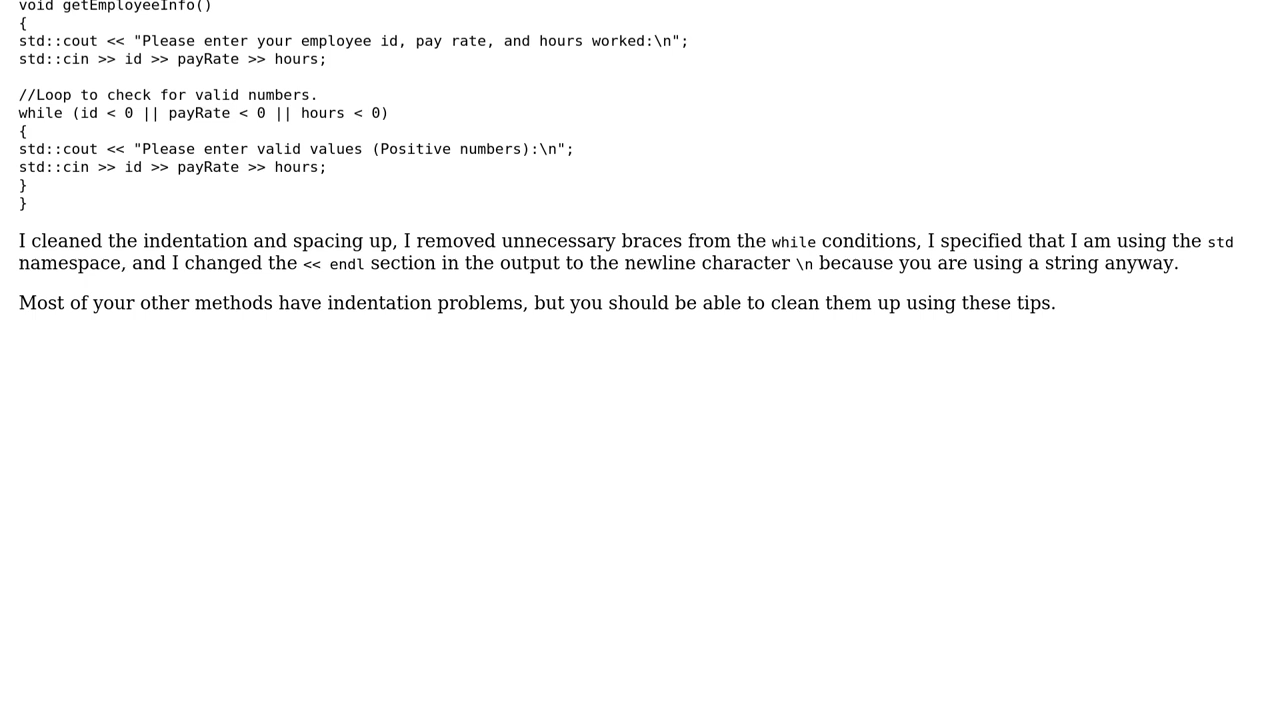 void getEmployeeInfo()
{
std::cout << "Please enter your employee id, pay rate, and hours worked:\n";
std::cin >> id >> payRate >> hours;

//Loop to check for valid numbers.
while (id < 0 || payRate < 0 || hours < 0)
{
std::cout << "Please enter valid values (Positive numbers):\n";
std::cin >> id >> payRate >> hours;
}
}

I cleaned the indentation and spacing up, I removed unnecessary braces from the while conditions, I specified that I am using the std
namespace, and I changed the << endl section in the output to the newline character \n because you are using a string anyway.

Most of your other methods have indentation problems, but you should be able to clean them up using these tips.